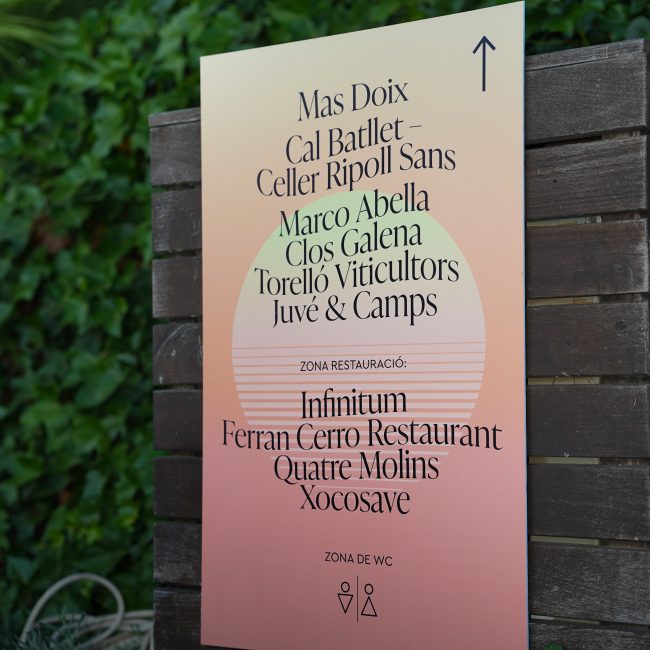 Mas Doix
Cal Batllet –
Celler Ripoll Sans
Marco Abella
Clos Galena
Torelló Viticultors
Juvé & Camps
ZONA RESTAURACIÓ:
Infinitum
Ferran Cerro Restaurant
Quatre Molins
Xocosave
ZONA DE WC